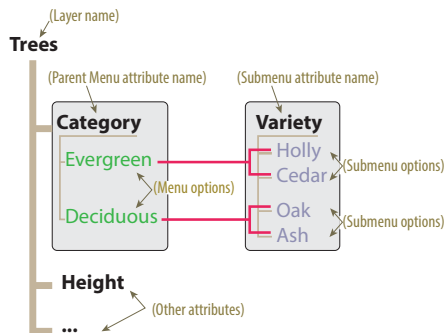 (Layer name)
Trees
(Parent Menu attribute name)
(Submenu attribute name)
Category
Variety
Evergreen
Holly
(Submenu options)
Cedar
(Menu options)
Deciduous
Oak
(Submenu options)
Ash
Height
(Other attributes)
...